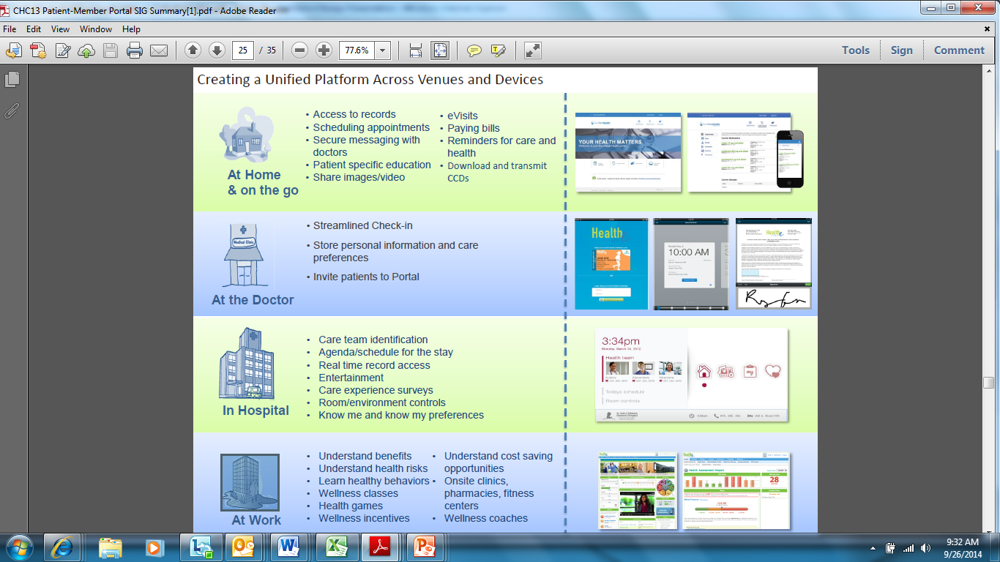 CHC13 Patient-Member Portal SIG Summary[1].pdf - Adobe Reader
File Edit View Window Help
25 / 35
77.6%
Tools Sign Comment
Creating a Unified Platform Across Venues and Devices
At Home
& on the go
• Access to records
• Scheduling appointments
• Secure messaging with
doctors
• Patient specific education
• Share images/video
• eVisits
• Paying bills
• Reminders for care and
health
• Download and transmit
CCDs
YOUR HEALTH MATTERS.
Medical Clinic
At the Doctor
• Streamlined Check-in
• Store personal information and care
preferences
• Invite patients to Portal
Health
10:00 AM
In Hospital
• Care team identification
• Agenda/schedule for the stay
• Real time record access
• Entertainment
• Care experience surveys
• Room/environment controls
• Know me and know my preferences
3:34pm
Health team
Todays schedule
Room controls
my
At Work
• Understand benefits
• Understand health risks
• Learn healthy behaviors
• Wellness classes
• Health games
• Wellness incentives
• Understand cost saving
opportunities
• Onsite clinics,
pharmacies, fitness
centers
• Wellness coaches
Health Assessment Report
28
9:32 AM
9/26/2014